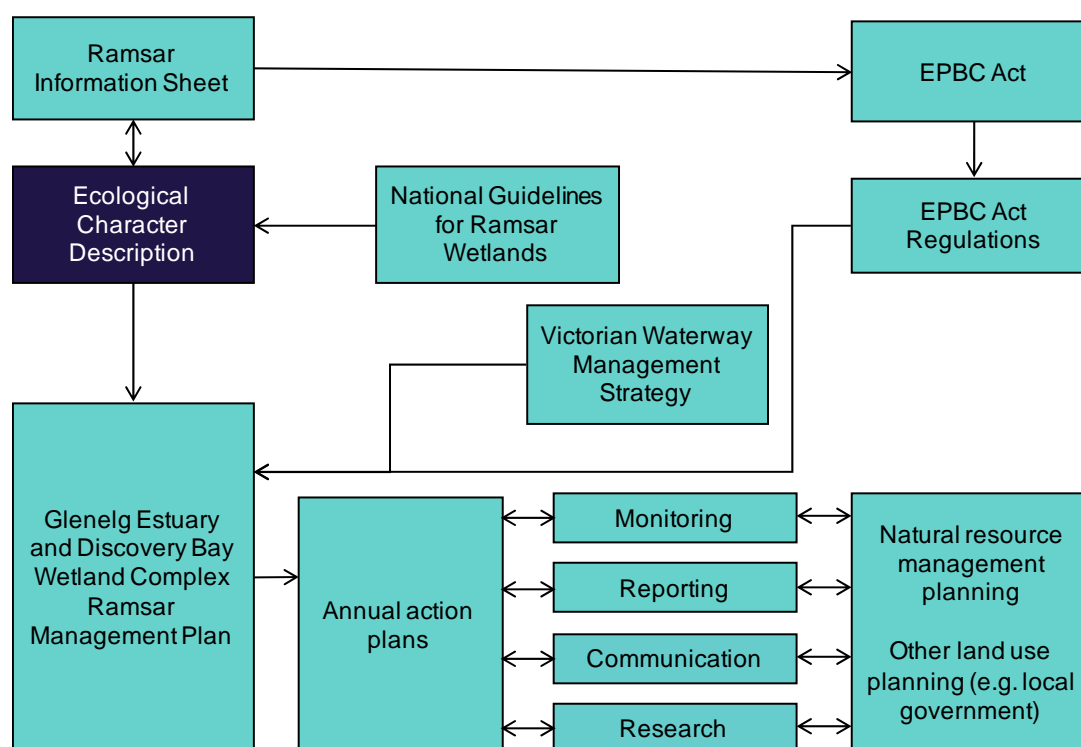 Ramsar
Information Sheet
EPBC Act
Ecological
Character
Description
National Guidelines
for Ramsar
Wetlands
EPBC Act
Regulations
Victorian Waterway
Management
Strategy
Glenelg Estuary
and Discovery Bay
Wetland Complex
Ramsar
Management Plan
Annual action
plans
Monitoring
Reporting
Communication
Research
Natural resource
management
planning
Other land use
planning (e.g. local
government)